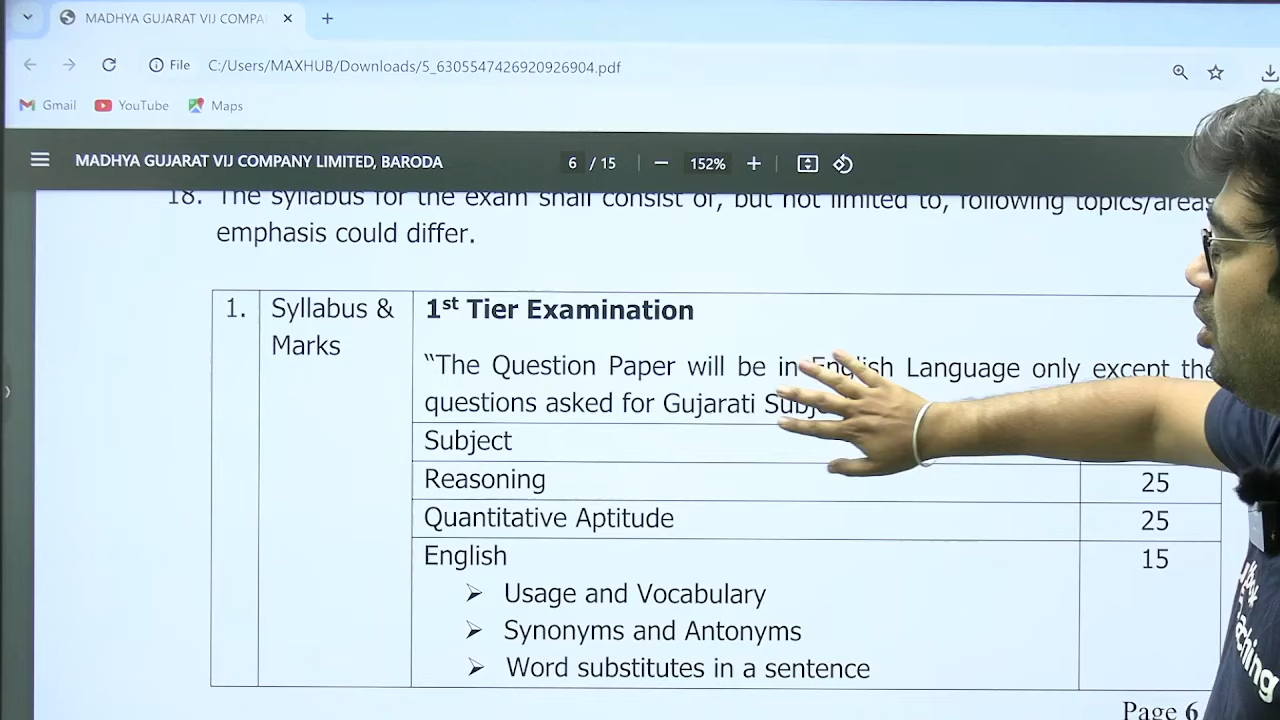 MADHYA GUJARAT VIJ COMPA
File C:/Users/MAXHUB/Downloads/5_6305547426920926904.pdf
Gmail YouTube Maps
MADHYA GUJARAT VIJ COMPANY LIMITED, BARODA 6 / 15 152%
18. The syllabus for the exam shall consist of, but not limited to, following topics/areas
emphasis could differ.
1. Syllabus & Marks
1st Tier Examination
“The Question Paper will be in English Language only except the
questions asked for Gujarati
Subject
Reasoning 25
Quantitative Aptitude 25
English 15
➢ Usage and Vocabulary
➢ Synonyms and Antonyms
➢ Word substitutes in a sentence
Page 6